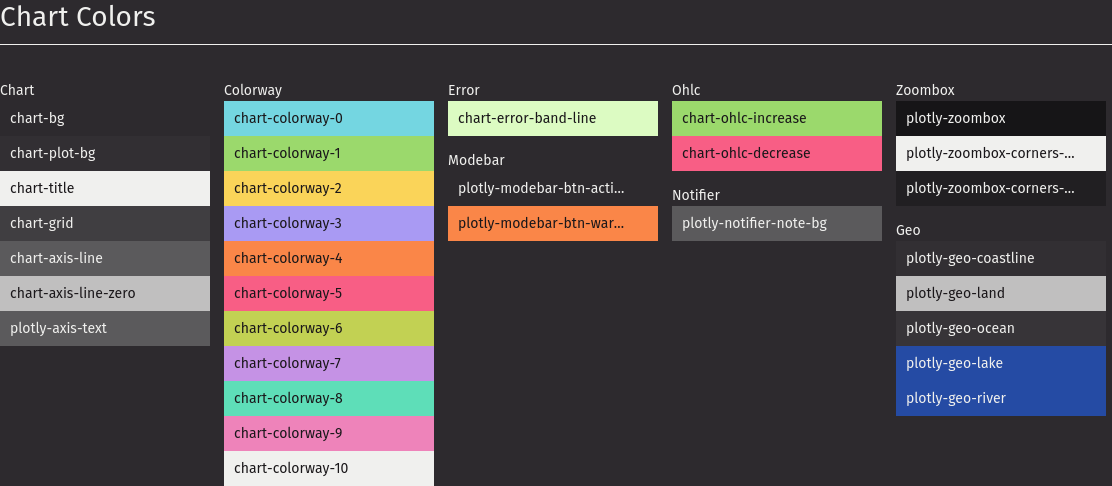 Chart Colors
Chart
chart-bg
chart-plot-bg
chart-title
chart-grid
chart-axis-line
chart-axis-line-zero
plotly-axis-text
Colorway
chart-colorway-0
chart-colorway-1
chart-colorway-2
chart-colorway-3
chart-colorway-4
chart-colorway-5
chart-colorway-6
chart-colorway-7
chart-colorway-8
chart-colorway-9
chart-colorway-10
Error
chart-error-band-line
Modebar
plotly-modebar-btn-acti...
plotly-modebar-btn-war...
Ohlc
chart-ohlc-increase
chart-ohlc-decrease
Notifier
plotly-notifier-note-bg
Zoombox
plotly-zoombox
plotly-zoombox-corners-...
plotly-zoombox-corners-...
Geo
plotly-geo-coastline
plotly-geo-land
plotly-geo-ocean
plotly-geo-lake
plotly-geo-river